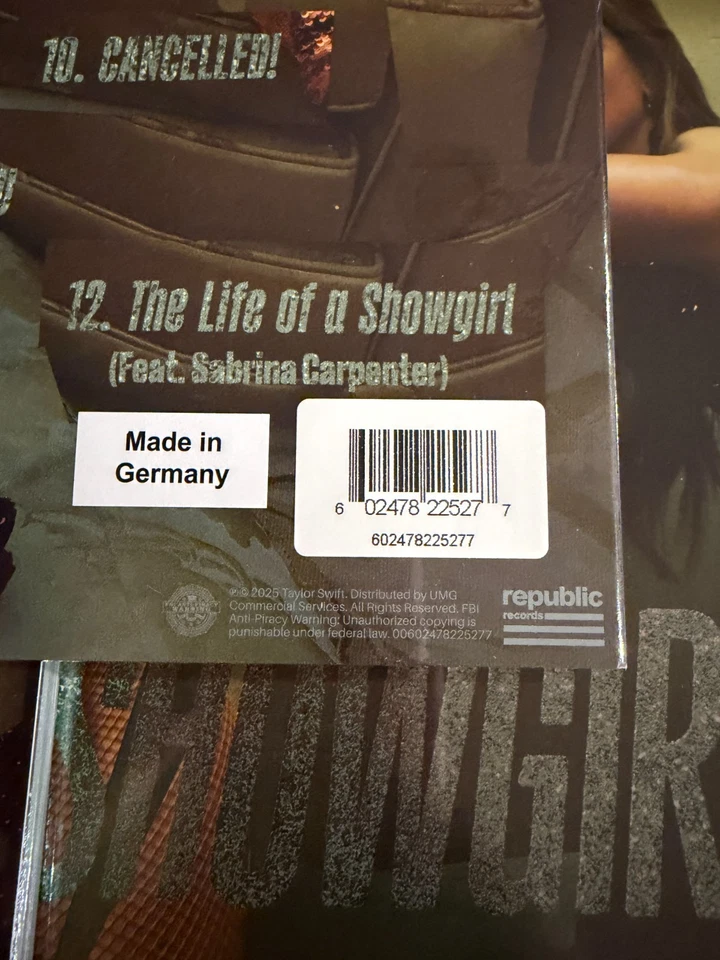 10. CANCELLED!
12. The Life of a Showgirl
(Feat. Sabrina Carpenter)
Made in
Germany
6 02478 22527 7
602478225277
℗© 2025 Taylor Swift. Distributed by UMG
Commercial Services. All Rights Reserved. FBI
Anti-Piracy Warning: Unauthorized copying is
punishable under federal law. 00602478225277
republic
records
SHOWGIR